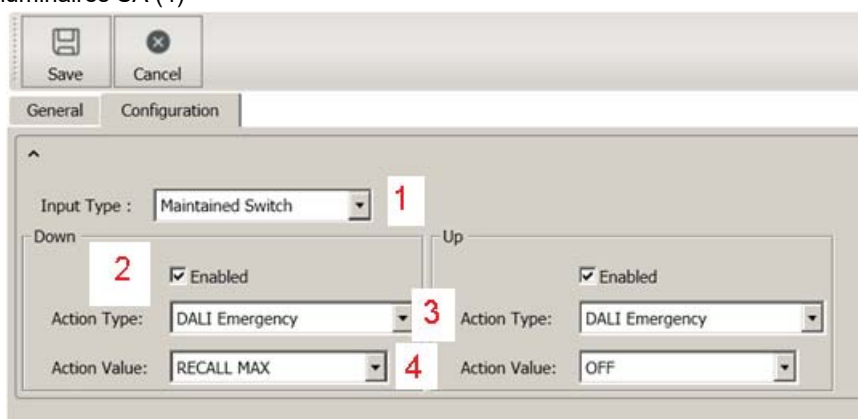 Save Cancel
General Configuration
Input Type : Maintained Switch 1
Down Up
2 Enabled Enabled
Action Type: DALI Emergency 3 Action Type: DALI Emergency
Action Value: RECALL MAX 4 Action Value: OFF